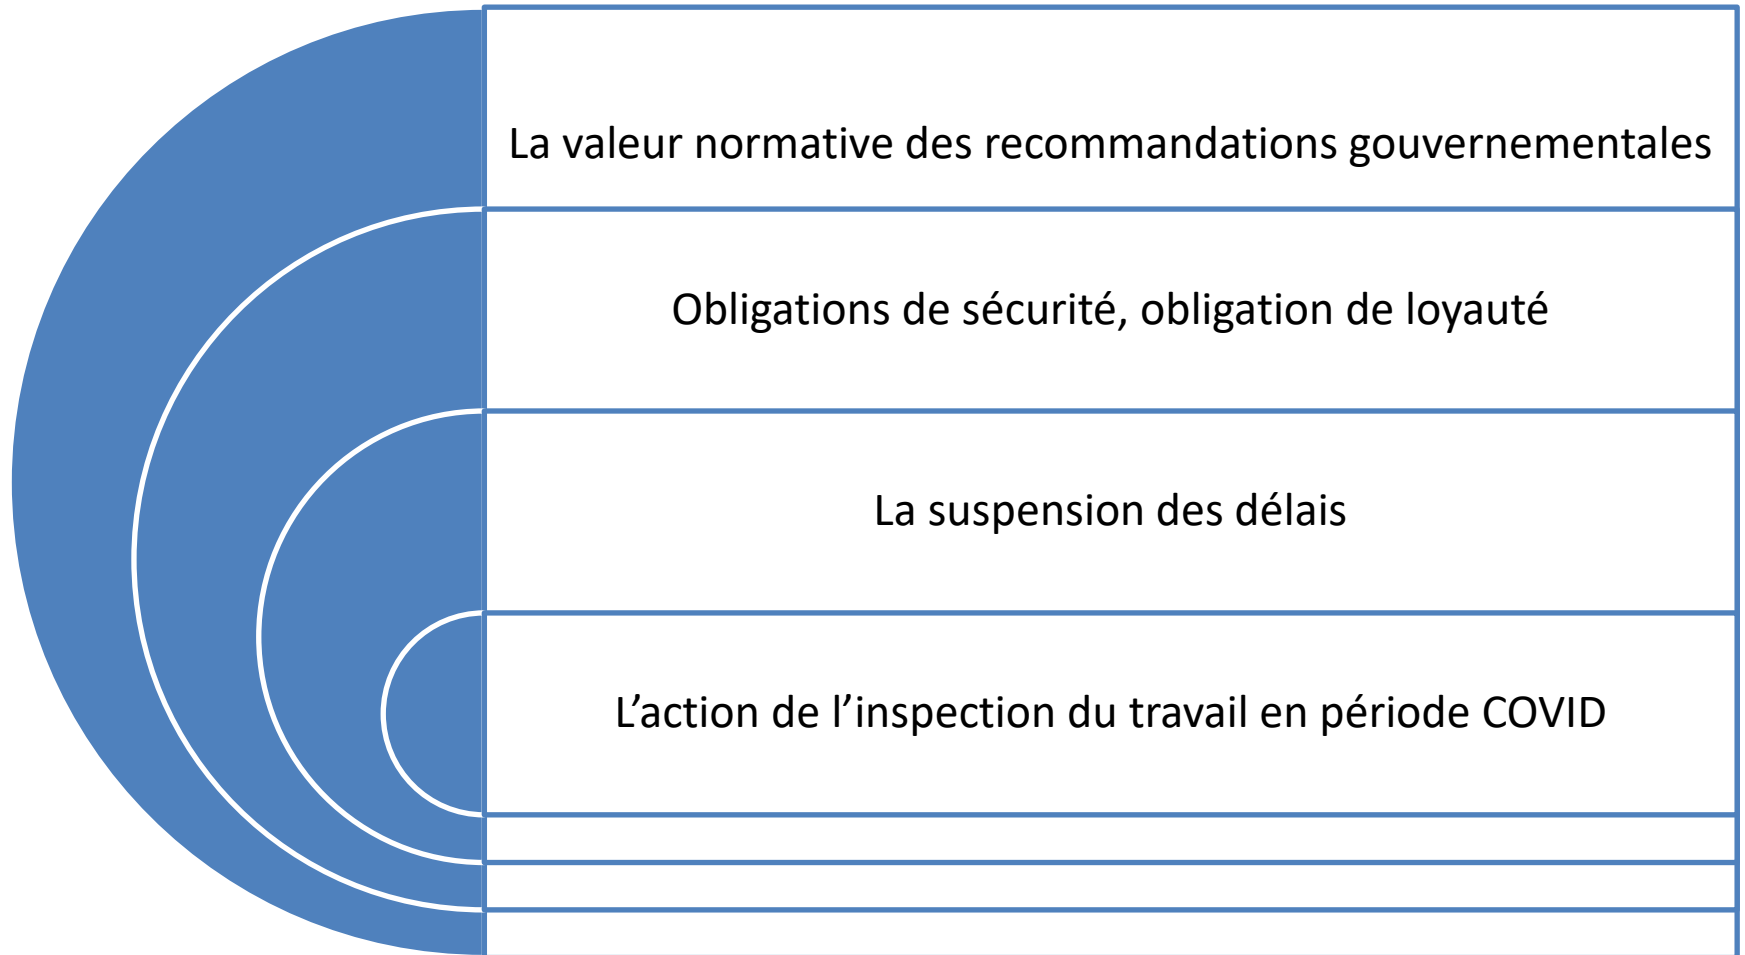 La valeur normative des recommandations gouvernementales
Obligations de sécurité, obligation de loyauté
La suspension des délais
L’action de l’inspection du travail en période COVID